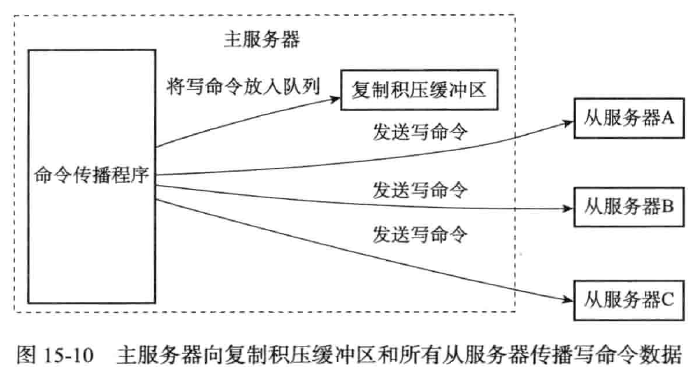 主服务器
将写命令放入队列
复制积压缓冲区
发送写命令
从服务器A
命令传播程序
发送写命令
从服务器B
发送写命令
从服务器C
图 15-10 主服务器向复制积压缓冲区和所有从服务器传播写命令数据